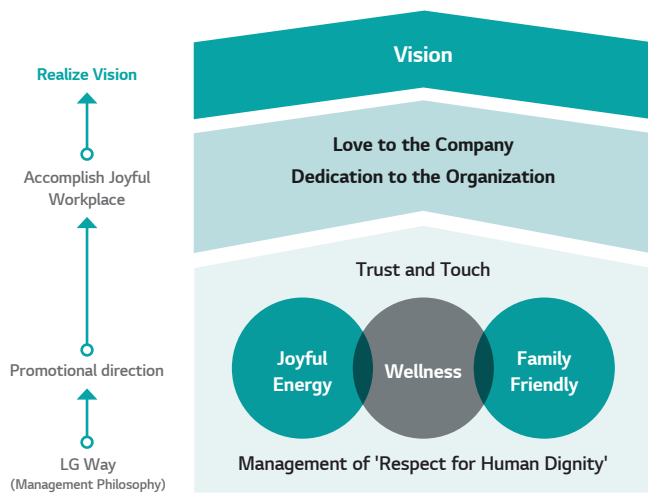 Vision
Realize Vision
Love to the Company
Dedication to the Organization
Accomplish Joyful
Workplace
Trust and Touch
Joyful
Energy
Wellness
Family
Friendly
Promotional direction
LG Way
(Management Philosophy)
Management of 'Respect for Human Dignity'